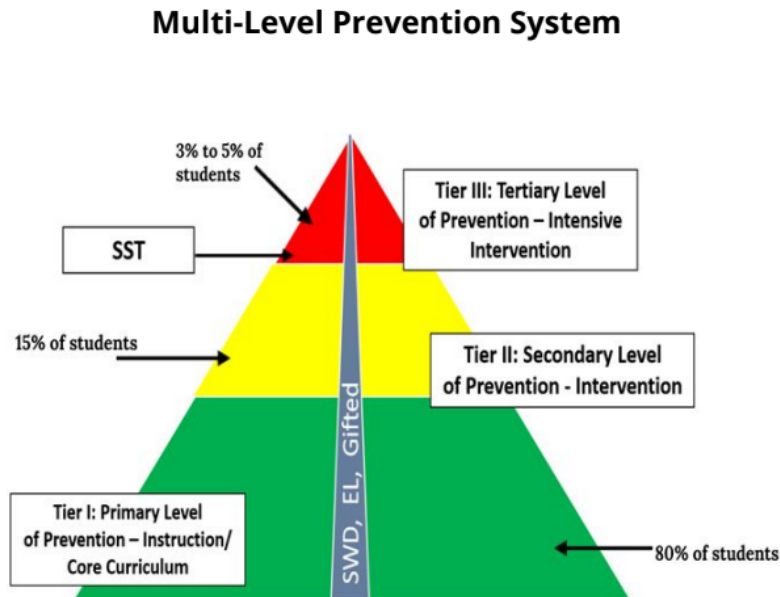 Multi-Level Prevention System
3% to 5% of
students
Tier III: Tertiary Level
of Prevention – Intensive
Intervention
SST
15% of students
Tier II: Secondary Level
of Prevention - Intervention
SWD, EL, Gifted
Tier I: Primary Level
of Prevention – Instruction/
Core Curriculum
80% of students